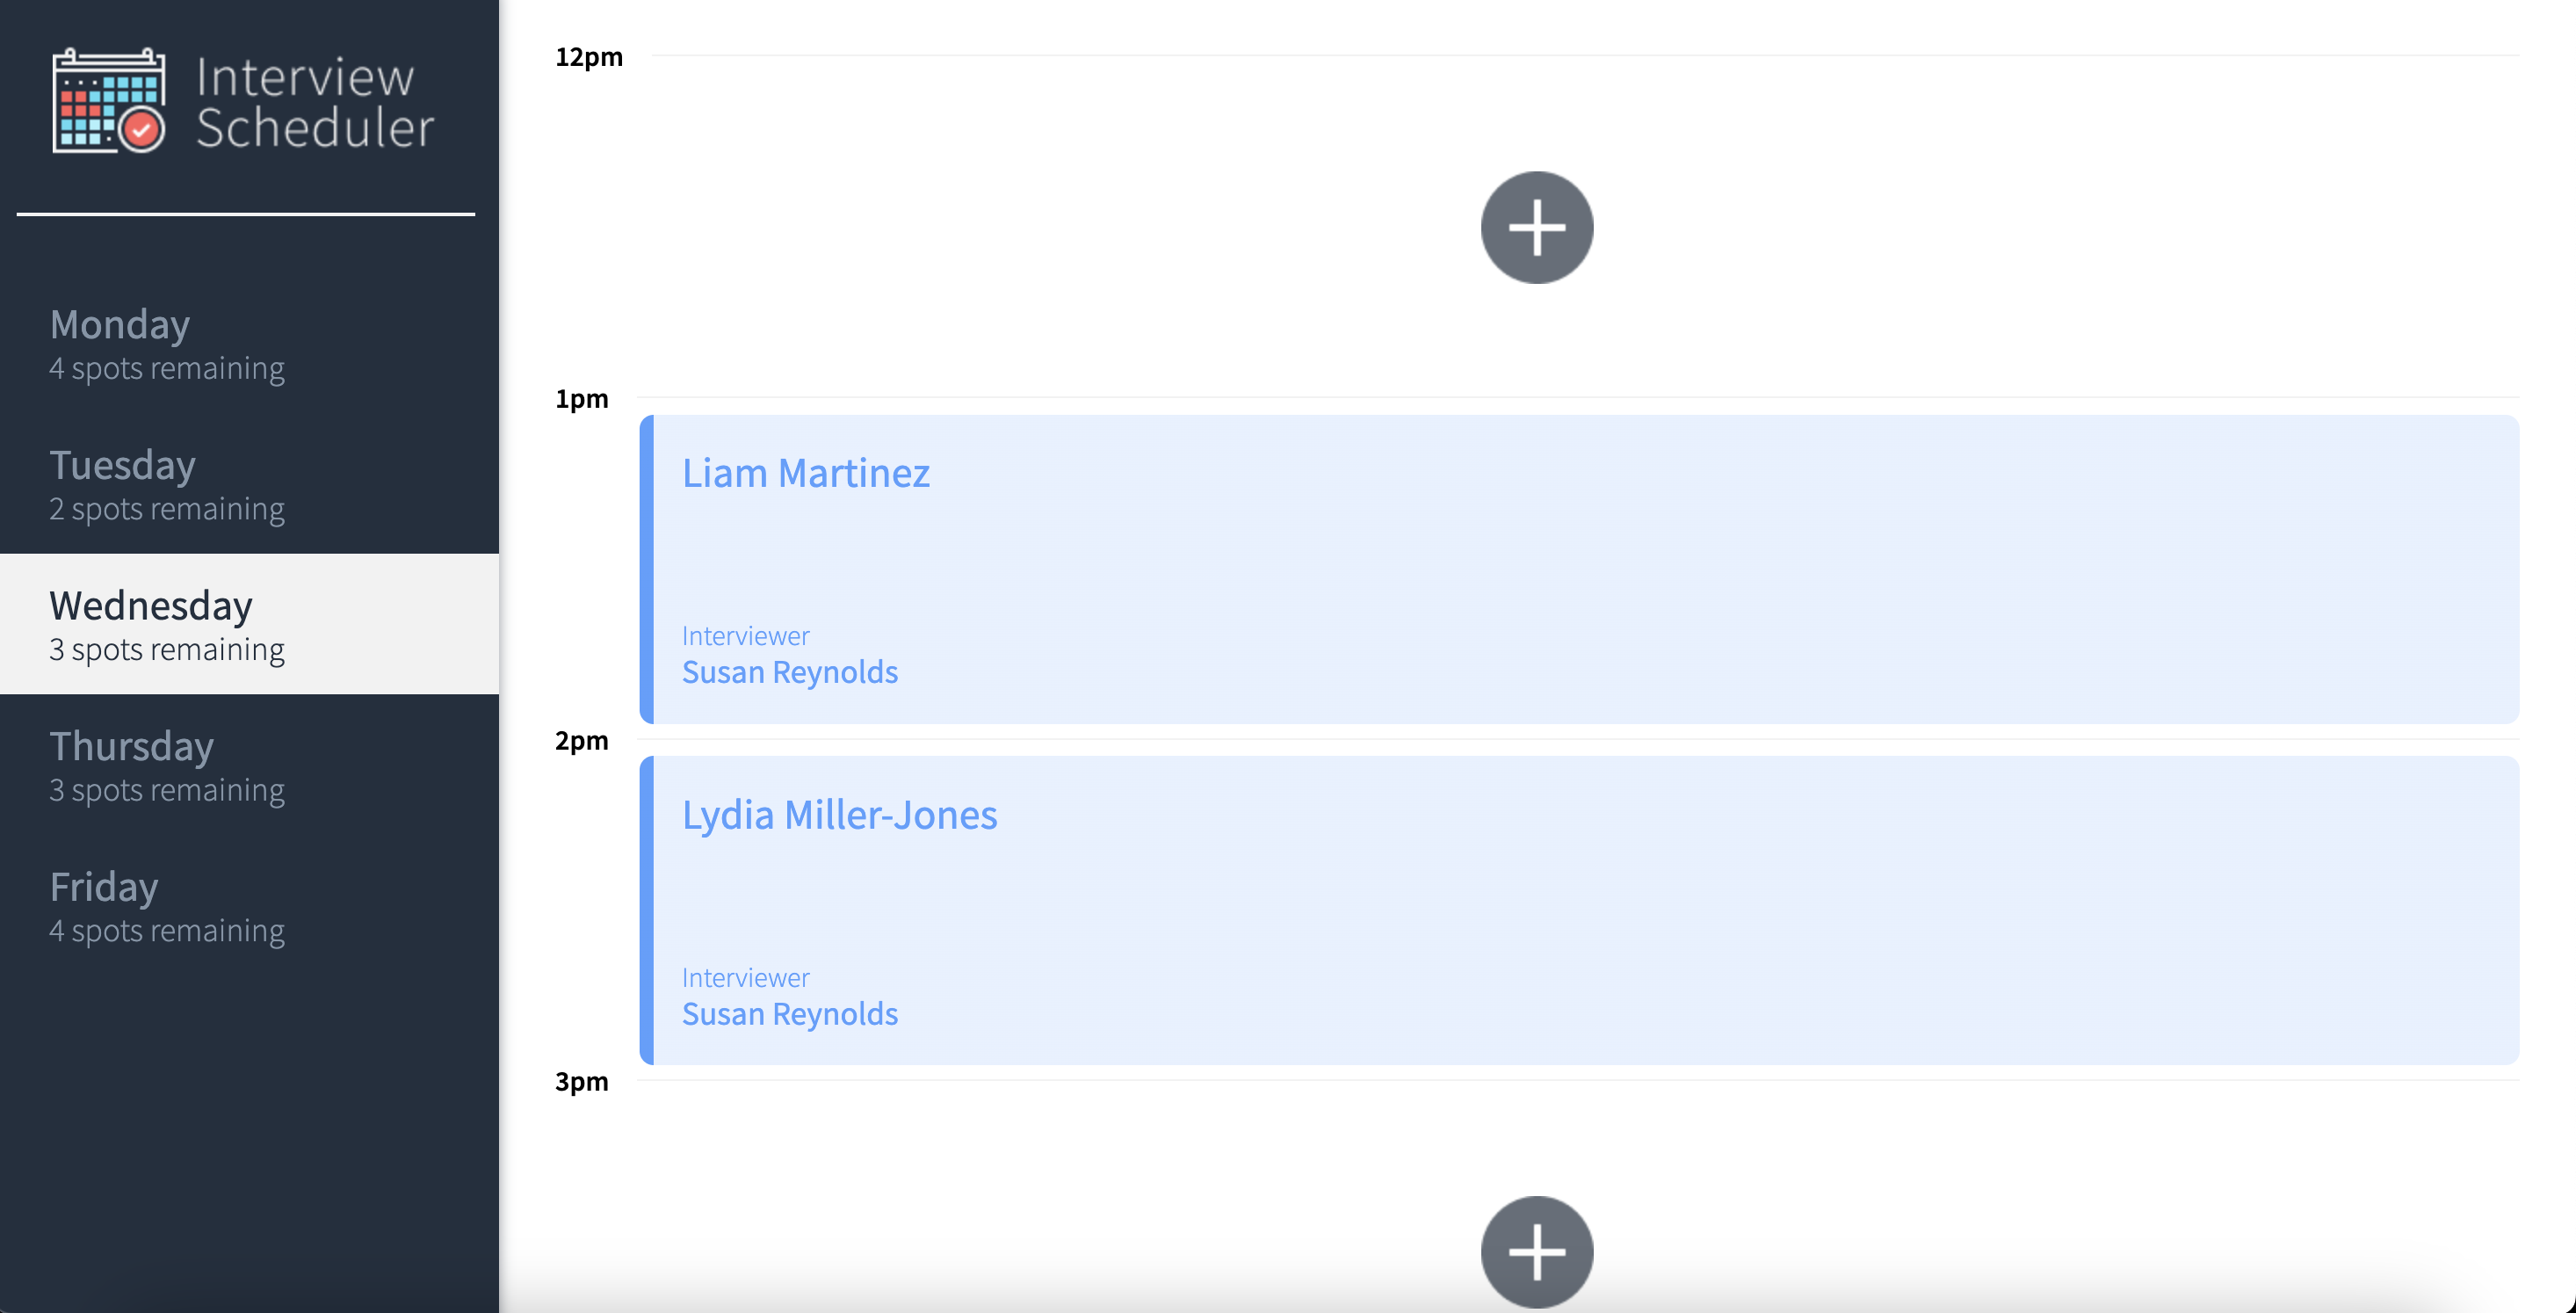 Interview
Scheduler
Monday
4 spots remaining
Tuesday
2 spots remaining
Wednesday
3 spots remaining
Thursday
3 spots remaining
Friday
4 spots remaining
12pm
1pm
Liam Martinez
Interviewer
Susan Reynolds
2pm
Lydia Miller-Jones
Interviewer
Susan Reynolds
3pm